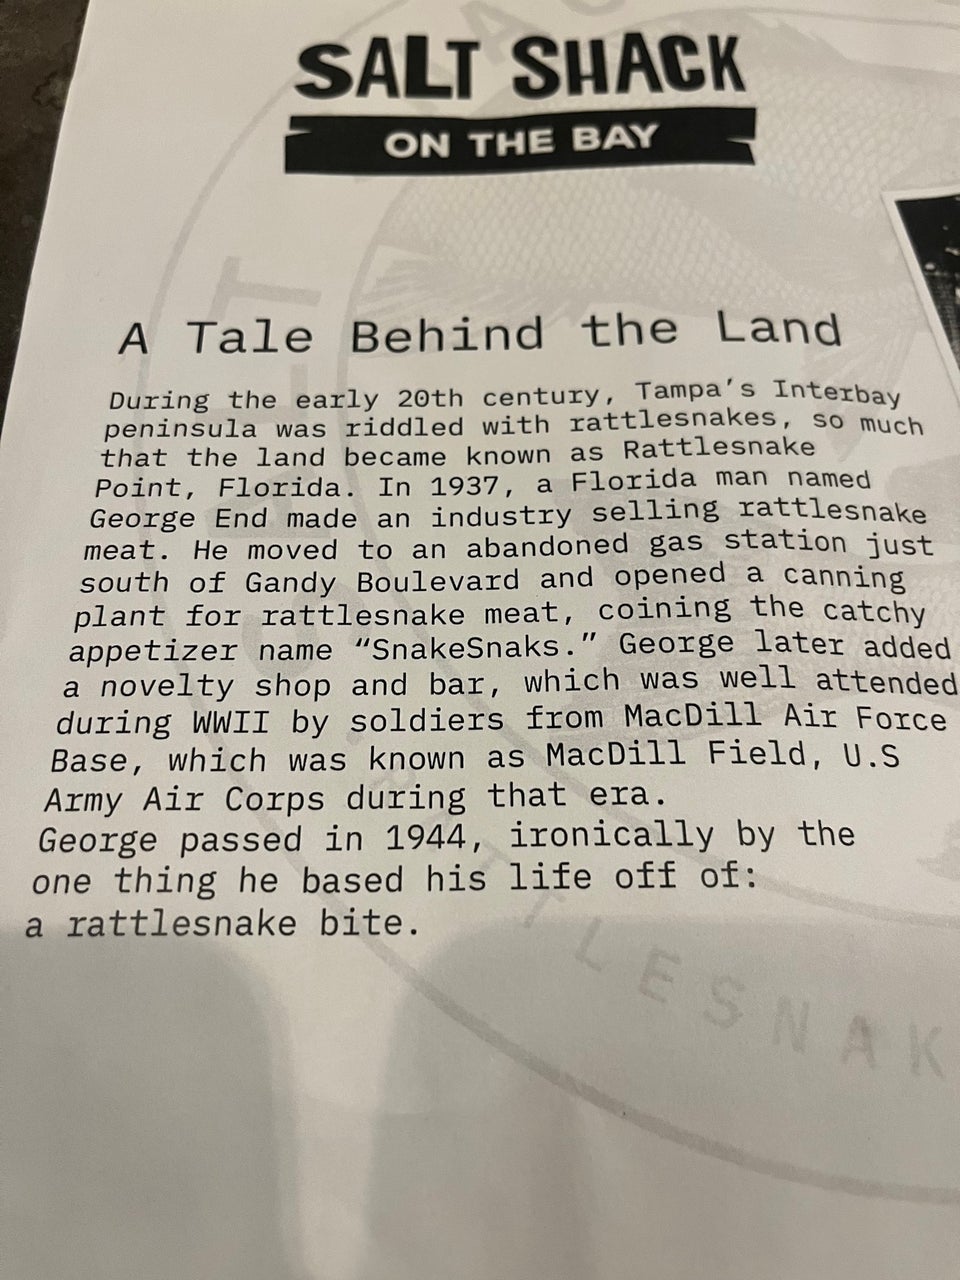 SALT SHACK
ON THE BAY
A Tale Behind the Land
During the early 20th century, Tampa's Interbay
peninsula was riddled with rattlesnakes, so much
that the land became known as Rattlesnake
Point, Florida. In 1937, a Florida man named
George End made an industry selling rattlesnake
meat. He moved to an abandoned gas station just
south of Gandy Boulevard and opened a canning
plant for rattlesnake meat, coining the catchy
appetizer name “SnakeSnaks.” George later added
a novelty shop and bar, which was well attended
during WWII by soldiers from MacDill Air Force
Base, which was known as MacDill Field, U.S
Army Air Corps during that era.
George passed in 1944, ironically by the
one thing he based his life off of:
a rattlesnake bite.
TLESNAK